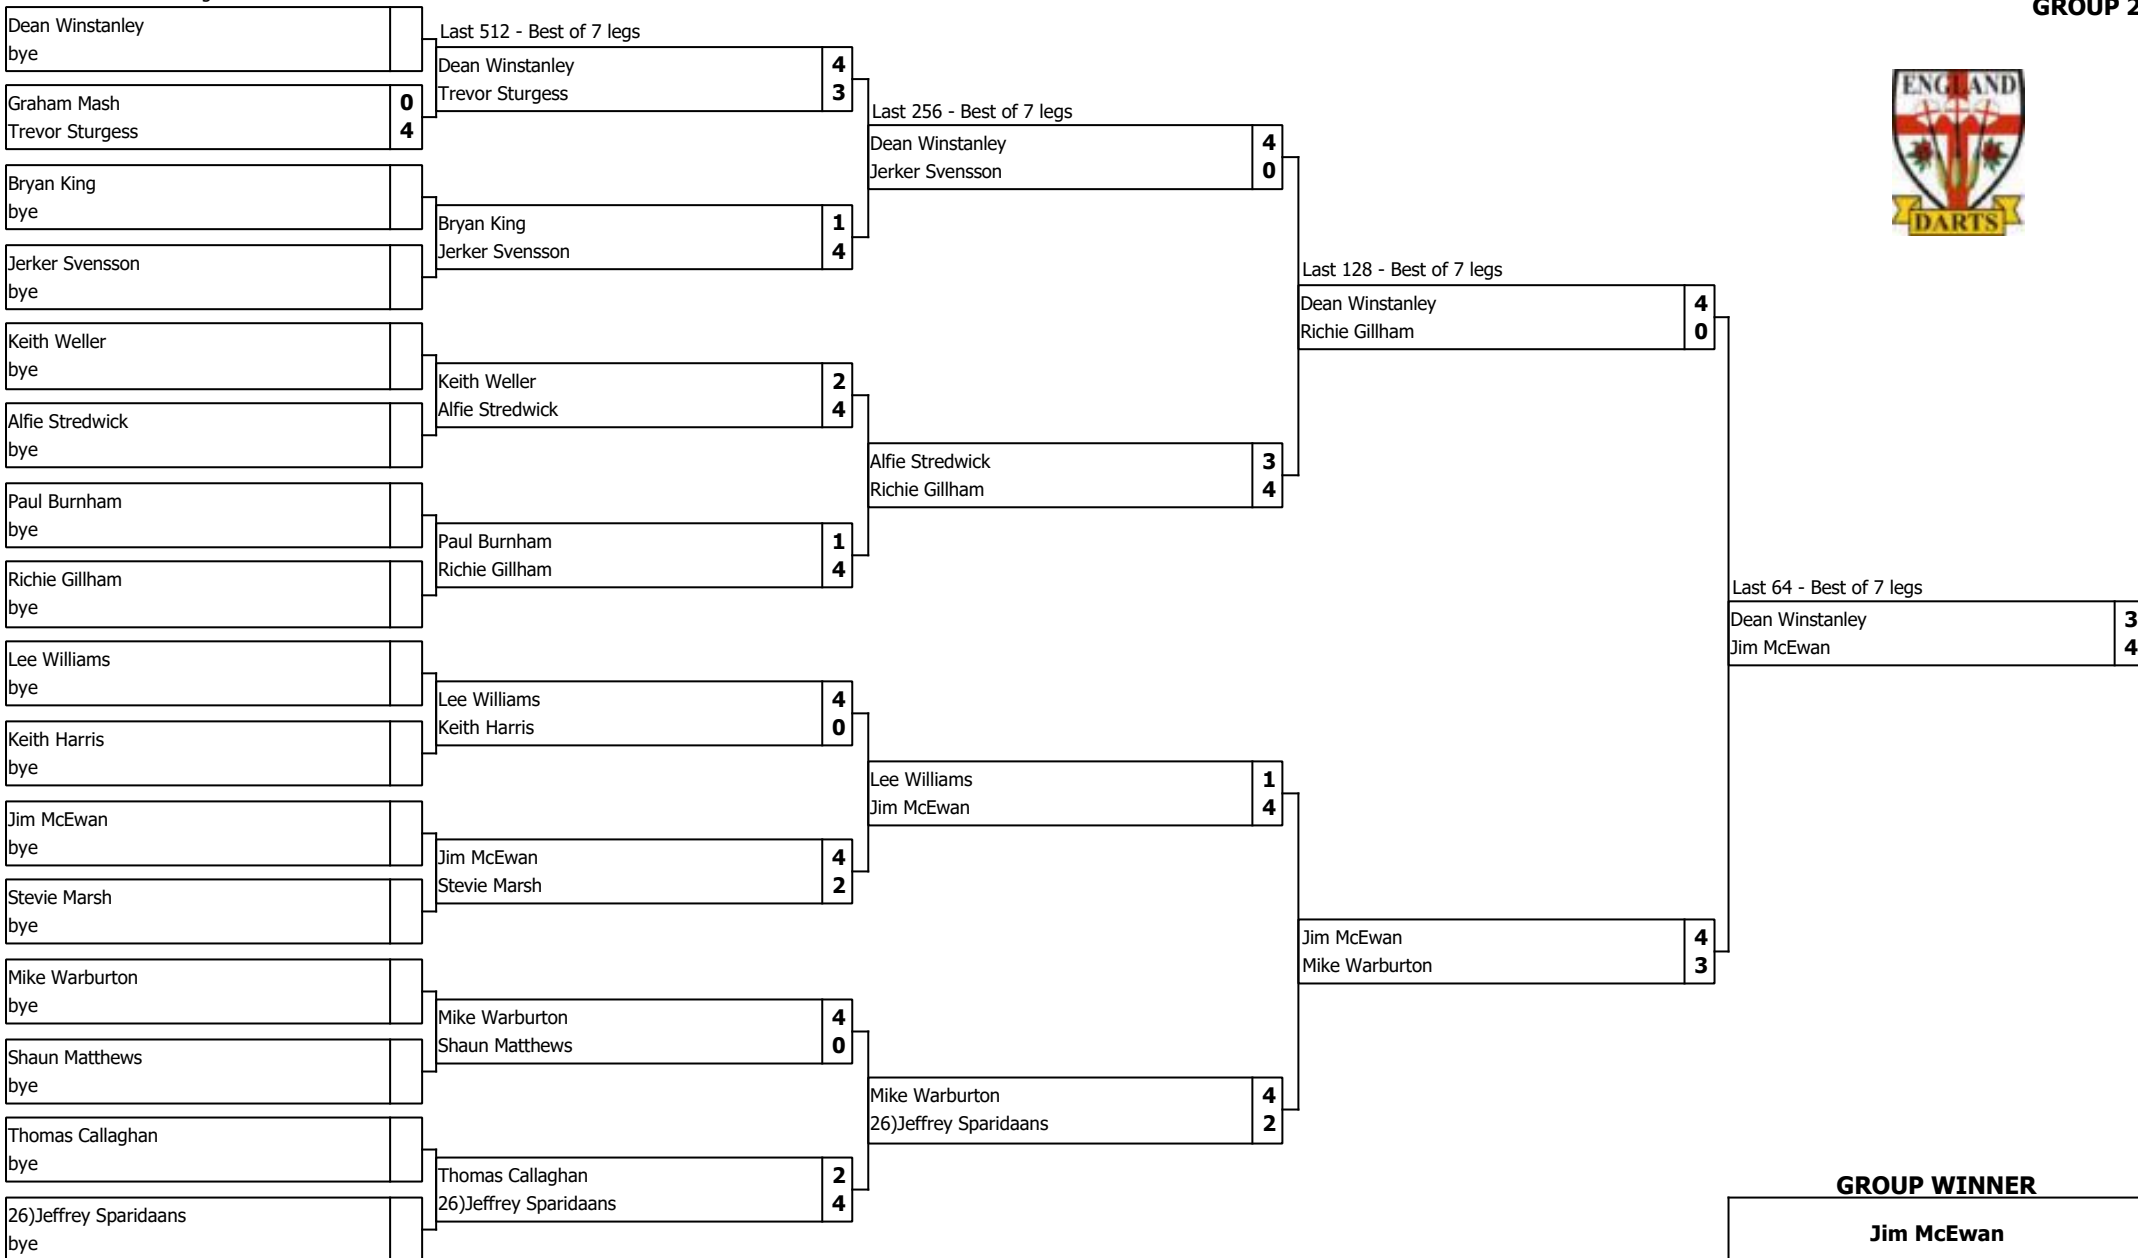 GROUP 2
ENGLAND
DARTS
Dean Winstanley
bye
Graham Mash 0
Trevor Sturgess 4
Bryan King
bye
Jerker Svensson
bye
Keith Weller
bye
Alfie Stredwick
bye
Paul Burnham
bye
Richie Gillham
bye
Lee Williams
bye
Keith Harris
bye
Jim McEwan
bye
Stevie Marsh
bye
Mike Warburton
bye
Shaun Matthews
bye
Thomas Callaghan
bye
26)Jeffrey Sparidaans
bye
Last 512 - Best of 7 legs
Dean Winstanley 4
Trevor Sturgess 3
Bryan King 1
Jerker Svensson 4
Keith Weller 2
Alfie Stredwick 4
Paul Burnham 1
Richie Gillham 4
Lee Williams 4
Keith Harris 0
Jim McEwan 4
Stevie Marsh 2
Mike Warburton 4
Shaun Matthews 0
Thomas Callaghan 2
26)Jeffrey Sparidaans 4
Last 256 - Best of 7 legs
Dean Winstanley 4
Jerker Svensson 0
Alfie Stredwick 3
Richie Gillham 4
Lee Williams 1
Jim McEwan 4
Mike Warburton 4
26)Jeffrey Sparidaans 2
Last 128 - Best of 7 legs
Dean Winstanley 4
Richie Gillham 0
Jim McEwan 4
Mike Warburton 3
Last 64 - Best of 7 legs
Dean Winstanley 3
Jim McEwan 4
GROUP WINNER
Jim McEwan